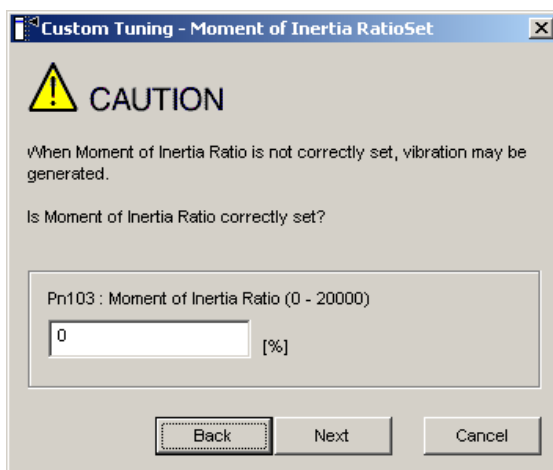 Custom Tuning - Moment of Inertia RatioSet
CAUTION
When Moment of Inertia Ratio is not correctly set, vibration may be
generated.
Is Moment of Inertia Ratio correctly set?
Pn103 : Moment of Inertia Ratio (0 - 20000)
0 [%]
Back Next Cancel